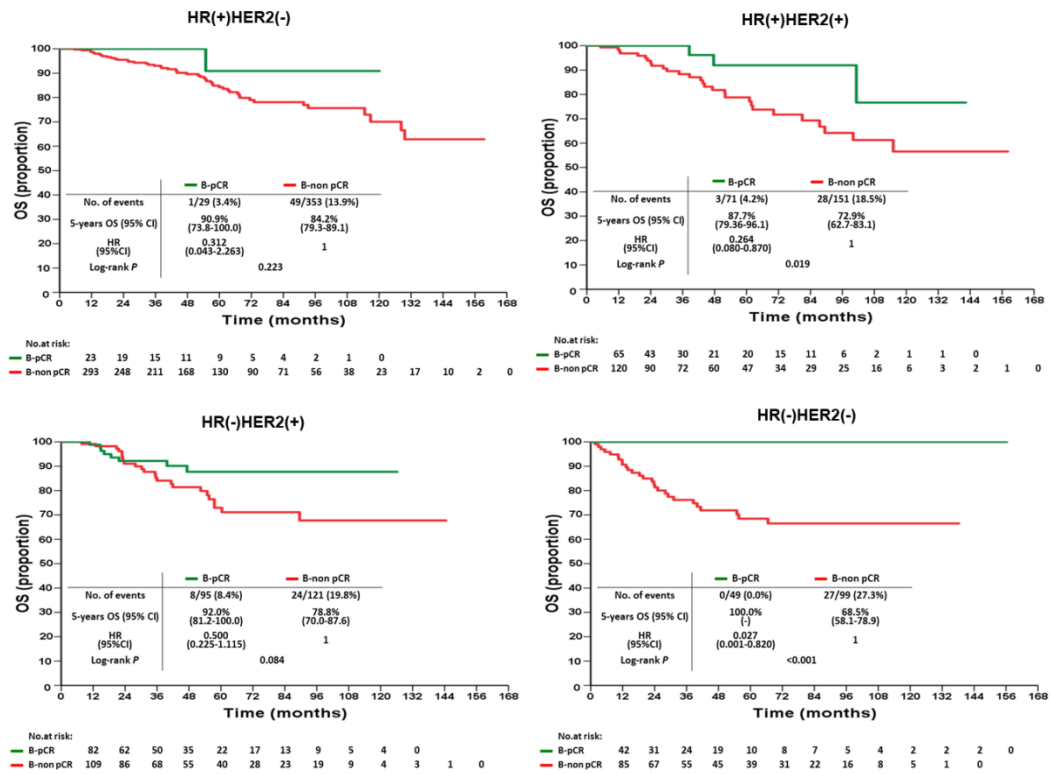 HR(+)HER2(-)
OS (proportion)
100
90
80
70
60
50
40
30
20
10
0
B-pCR B-non pCR
No. of events 1/29 (3.4%) 49/353 (13.9%)
5-years OS (95% CI) 90.9% (73.8-100.0) 84.2% (79.3-89.1)
HR (95%CI) 0.312 (0.043-2.263) 1
Log-rank P 0.223
0 12 24 36 48 60 72 84 96 108 120 132 144 156 168
Time (months)
No.at risk:
B-pCR 23 19 15 11 9 5 4 2 1 0
B-non pCR 293 248 211 168 130 90 71 56 38 23 17 10 2 0
HR(+)HER2(+)
OS (proportion)
100
90
80
70
60
50
40
30
20
10
0
B-pCR B-non pCR
No. of events 3/71 (4.2%) 28/151 (18.5%)
5-years OS (95% CI) 87.7% (79.36-96.1) 72.9% (62.7-83.1)
HR (95%CI) 0.264 (0.080-0.870) 1
Log-rank P 0.019
0 12 24 36 48 60 72 84 96 108 120 132 144 156 168
Time (months)
No.at risk:
B-pCR 65 43 30 21 20 15 11 6 2 1 1 0
B-non pCR 120 90 72 60 47 34 29 25 16 6 3 2 1 0
HR(-)HER2(+)
OS (proportion)
100
90
80
70
60
50
40
30
20
10
0
B-pCR B-non pCR
No. of events 8/95 (8.4%) 24/121 (19.8%)
5-years OS (95% CI) 92.0% (81.2-100.0) 78.8% (70.0-87.6)
HR (95%CI) 0.500 (0.225-1.115) 1
Log-rank P 0.084
0 12 24 36 48 60 72 84 96 108 120 132 144 156 168
Time (months)
No.at risk:
B-pCR 82 62 50 35 22 17 13 9 5 4 0
B-non pCR 109 86 68 55 40 28 23 19 9 4 3 1 0
HR(-)HER2(-)
OS (proportion)
100
90
80
70
60
50
40
30
20
10
0
B-pCR B-non pCR
No. of events 0/49 (0.0%) 27/99 (27.3%)
5-years OS (95% CI) 100.0% (-) 68.5% (58.1-78.9)
HR (95%CI) 0.027 (0.001-0.820) 1
Log-rank P <0.001
0 12 24 36 48 60 72 84 96 108 120 132 144 156 168
Time (months)
No.at risk:
B-pCR 42 31 24 19 10 8 7 5 4 2 2 2 0
B-non pCR 85 67 55 45 39 31 22 16 8 5 1 0